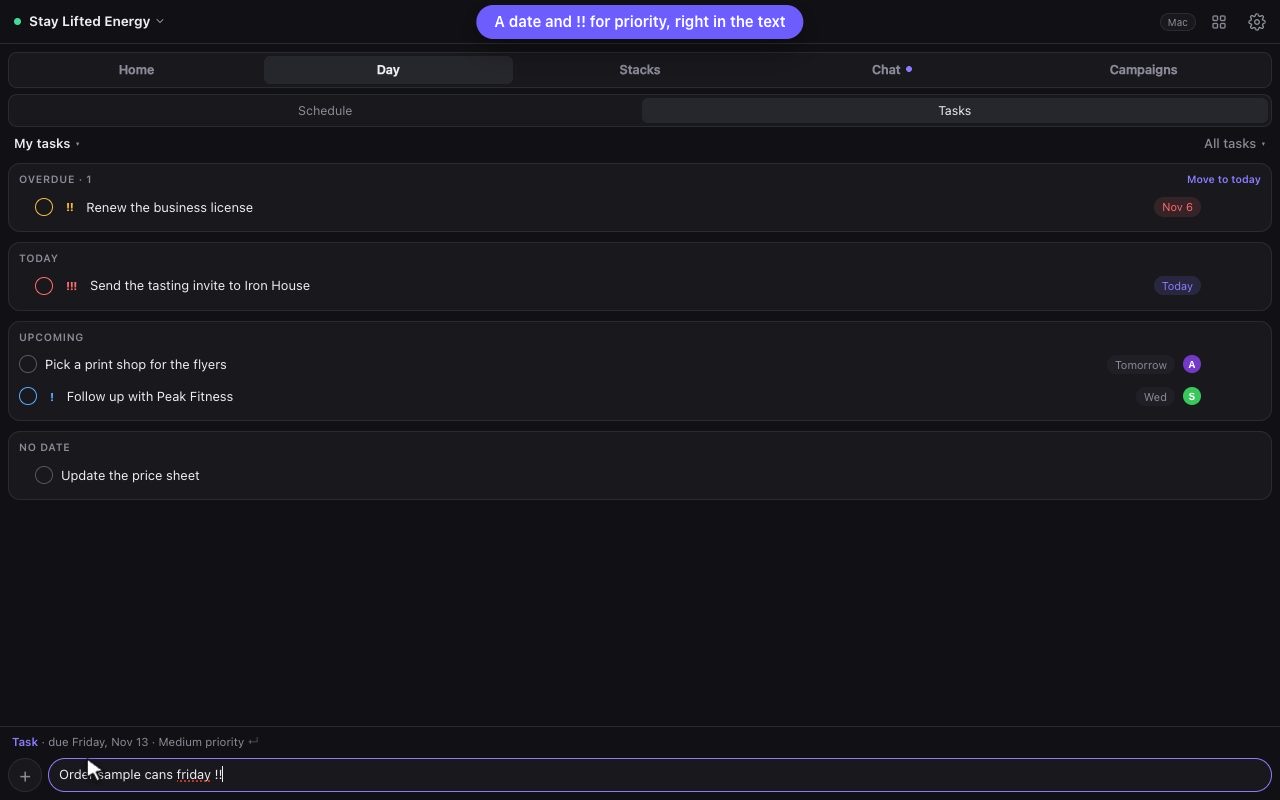 Stay Lifted Energy
A date and !! for priority, right in the text
Mac
Home
Day
Stacks
Chat
Campaigns
Schedule
Tasks
My tasks
All tasks
OVERDUE · 1
Move to today
!! Renew the business license
Nov 6
TODAY
!!! Send the tasting invite to Iron House
Today
UPCOMING
Pick a print shop for the flyers
Tomorrow
A
! Follow up with Peak Fitness
Wed
S
NO DATE
Update the price sheet
Task · due Friday, Nov 13 · Medium priority ↵
+
Order sample cans friday !!